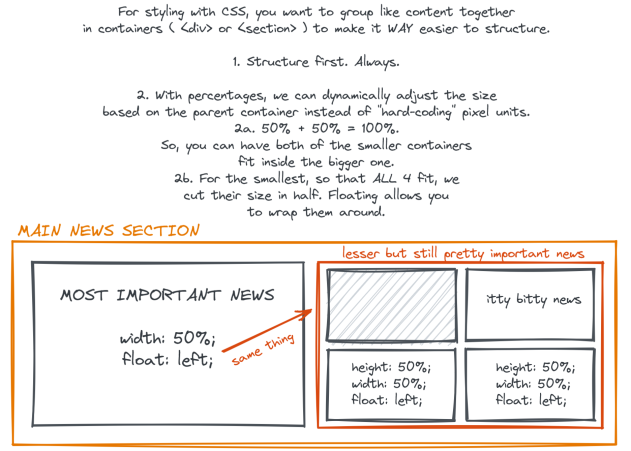 For styling with CSS, you want to group like content together
in containers ( <div> or <section> ) to make it WAY easier to structure.
1. Structure first. Always.
2. With percentages, we can dynamically adjust the size
based on the parent container instead of "hard-coding" pixel units.
2a. 50% + 50% = 100%.
So, you can have both of the smaller containers
fit inside the bigger one.
2b. For the smallest, so that ALL 4 fit, we
cut their size in half. Floating allows you
to wrap them around.
MAIN NEWS SECTION
lesser but still pretty important news
MOST IMPORTANT NEWS
width: 50%;
float: left;
same thing
itty bitty news
height: 50%;
width: 50%;
float: left;
height: 50%;
width: 50%;
float: left;